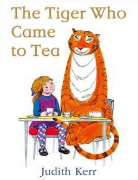 The Tiger Who
Came
to Tea
Judith Kerr